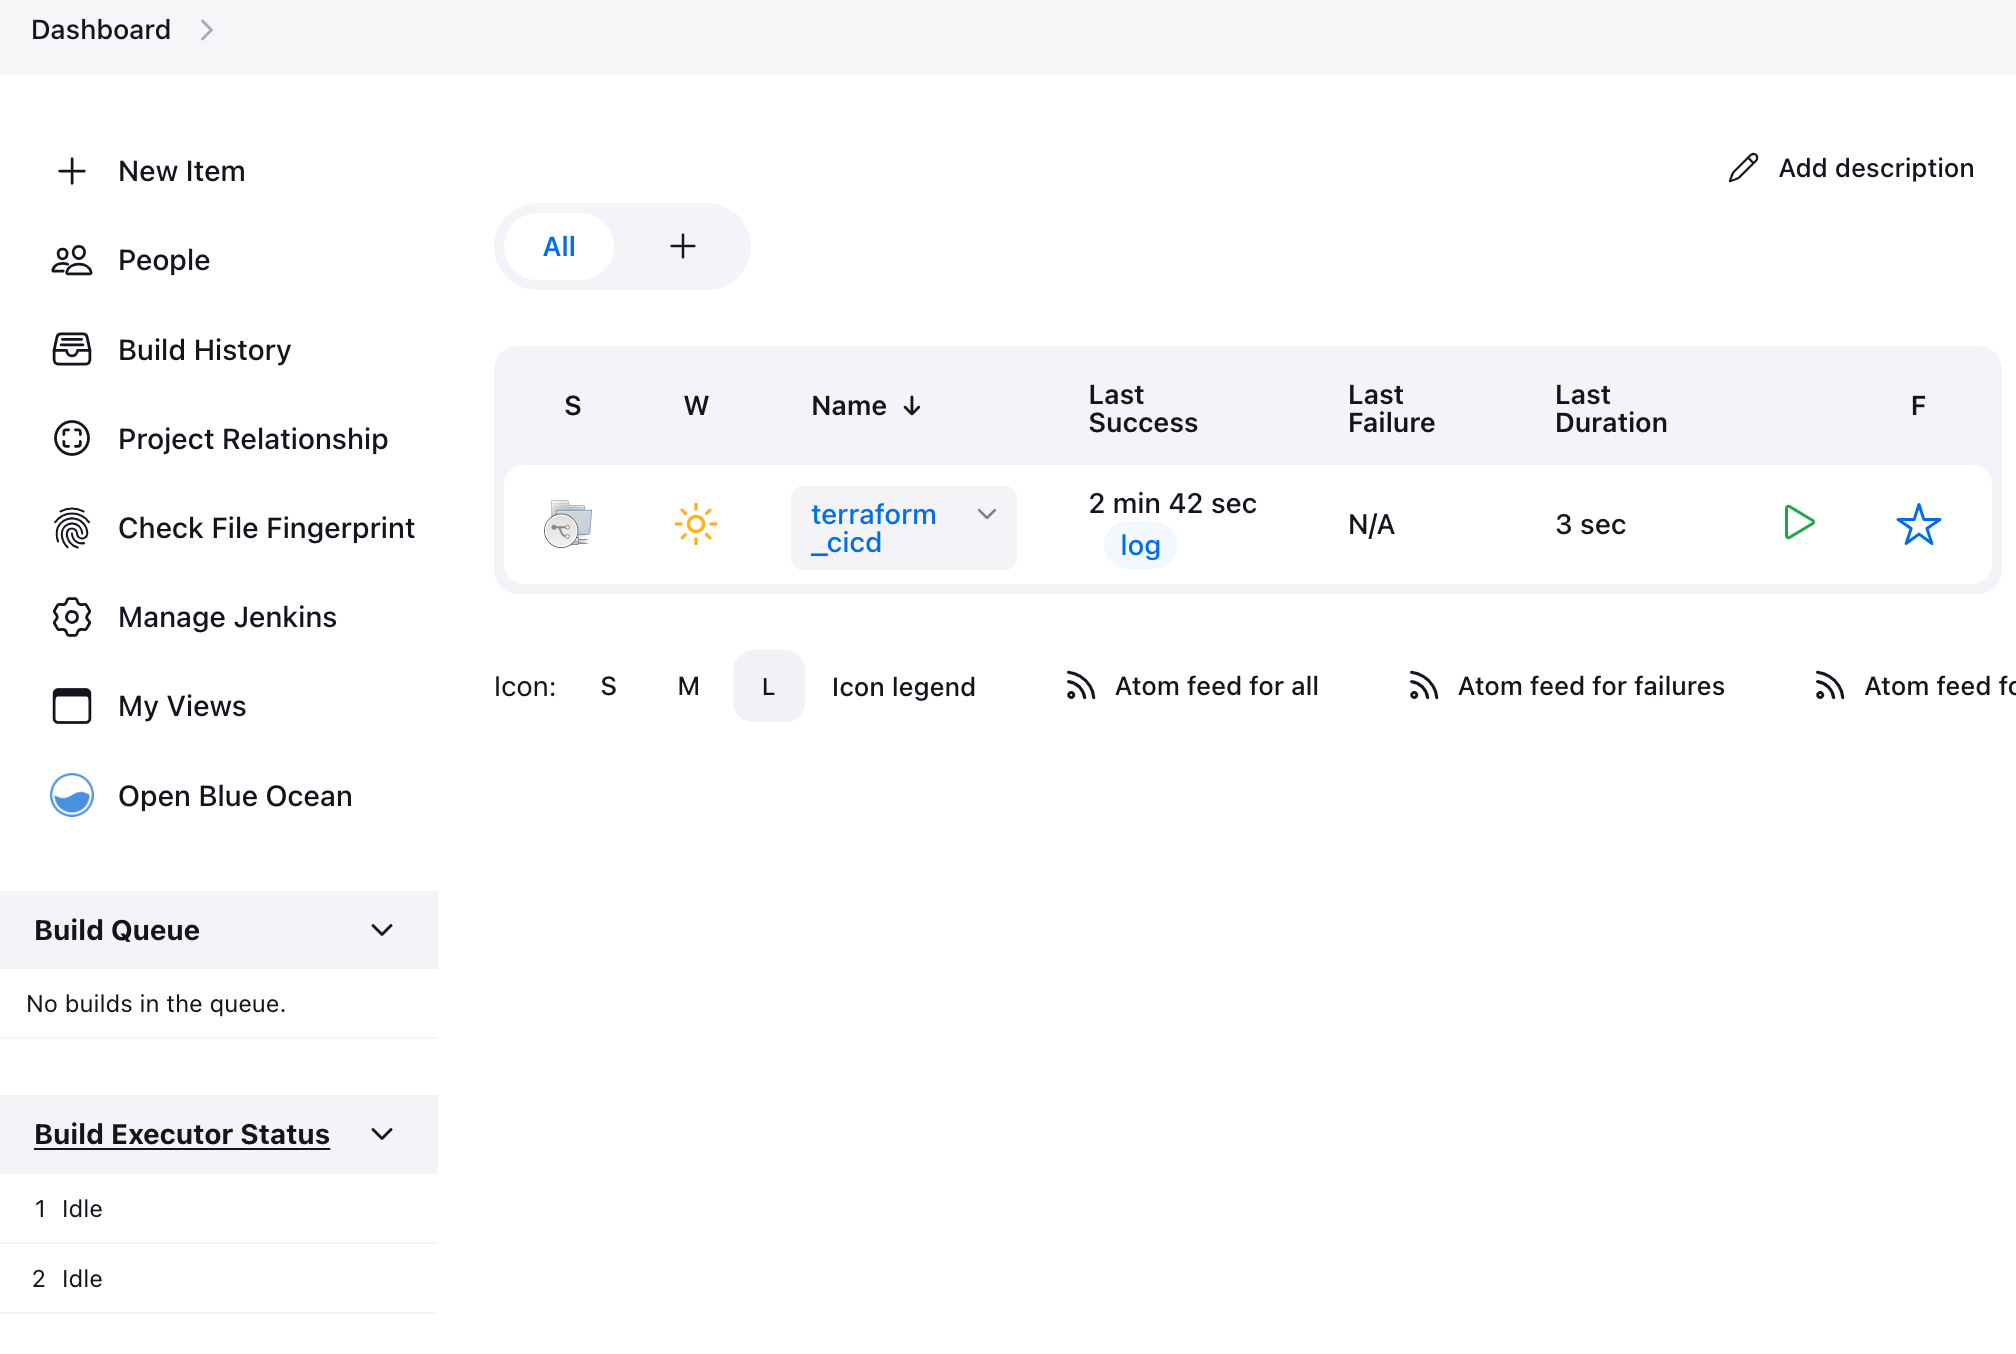 Dashboard
New Item
People
Build History
Project Relationship
Check File Fingerprint
Manage Jenkins
My Views
Open Blue Ocean
Build Queue
No builds in the queue.
Build Executor Status
1 Idle
2 Idle
Add description
All
S W Name ↓ Last Success Last Failure Last Duration F
terraform
_cicd
2 min 42 sec
log
N/A
3 sec
Icon: S M L Icon legend Atom feed for all Atom feed for failures Atom feed